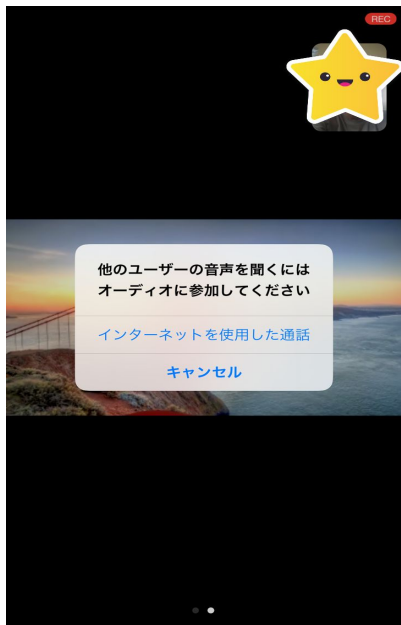 REC
他のユーザーの音声を聞くには
オーディオに参加してください
インターネットを使用した通話
キャンセル